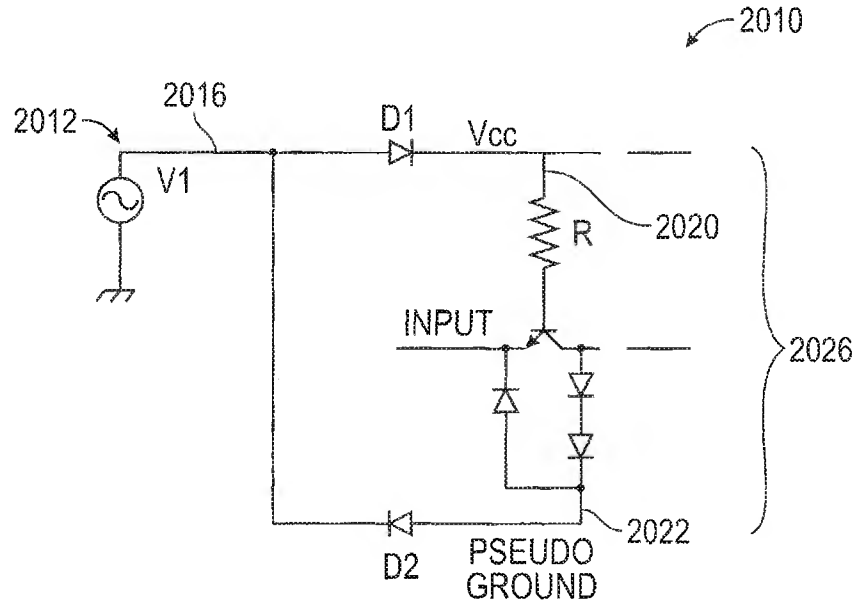 2010
2016
2012
D1
Vcc
V1
R
2020
INPUT
2026
2022
D2
PSEUDO
GROUND